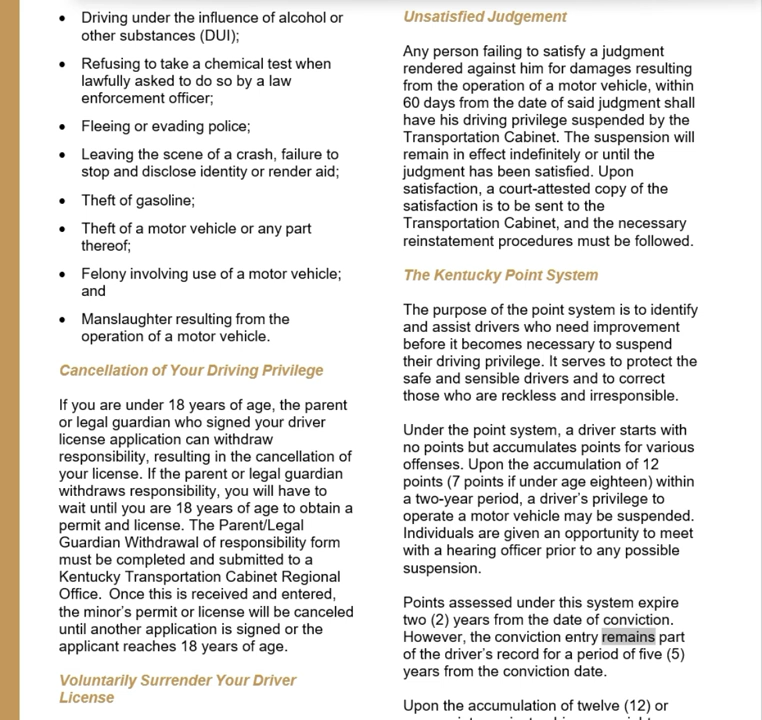 • Driving under the influence of alcohol or
other substances (DUI);
• Refusing to take a chemical test when
lawfully asked to do so by a law
enforcement officer;
• Fleeing or evading police;
• Leaving the scene of a crash, failure to
stop and disclose identity or render aid;
• Theft of gasoline;
• Theft of a motor vehicle or any part
thereof;
• Felony involving use of a motor vehicle;
and
• Manslaughter resulting from the
operation of a motor vehicle.
Cancellation of Your Driving Privilege
If you are under 18 years of age, the parent
or legal guardian who signed your driver
license application can withdraw
responsibility, resulting in the cancellation of
your license. If the parent or legal guardian
withdraws responsibility, you will have to
wait until you are 18 years of age to obtain a
permit and license. The Parent/Legal
Guardian Withdrawal of responsibility form
must be completed and submitted to a
Kentucky Transportation Cabinet Regional
Office. Once this is received and entered,
the minor's permit or license will be canceled
until another application is signed or the
applicant reaches 18 years of age.
Voluntarily Surrender Your Driver
License
Unsatisfied Judgement
Any person failing to satisfy a judgment
rendered against him for damages resulting
from the operation of a motor vehicle, within
60 days from the date of said judgment shall
have his driving privilege suspended by the
Transportation Cabinet. The suspension will
remain in effect indefinitely or until the
judgment has been satisfied. Upon
satisfaction, a court-attested copy of the
satisfaction is to be sent to the
Transportation Cabinet, and the necessary
reinstatement procedures must be followed.
The Kentucky Point System
The purpose of the point system is to identify
and assist drivers who need improvement
before it becomes necessary to suspend
their driving privilege. It serves to protect the
safe and sensible drivers and to correct
those who are reckless and irresponsible.
Under the point system, a driver starts with
no points but accumulates points for various
offenses. Upon the accumulation of 12
points (7 points if under age eighteen) within
a two-year period, a driver's privilege to
operate a motor vehicle may be suspended.
Individuals are given an opportunity to meet
with a hearing officer prior to any possible
suspension.
Points assessed under this system expire
two (2) years from the date of conviction.
However, the conviction entry remains part
of the driver's record for a period of five (5)
years from the conviction date.
Upon the accumulation of twelve (12) or